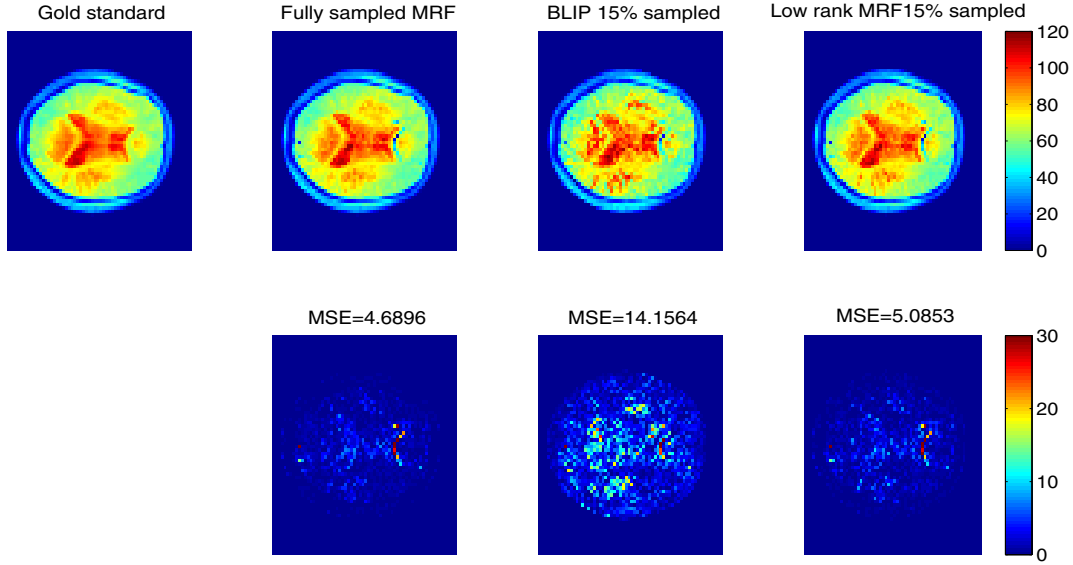 Gold standard
Fully sampled MRF
BLIP 15% sampled
Low rank MRF15% sampled
120
100
80
60
40
20
0
MSE=4.6896
MSE=14.1564
MSE=5.0853
30
20
10
0